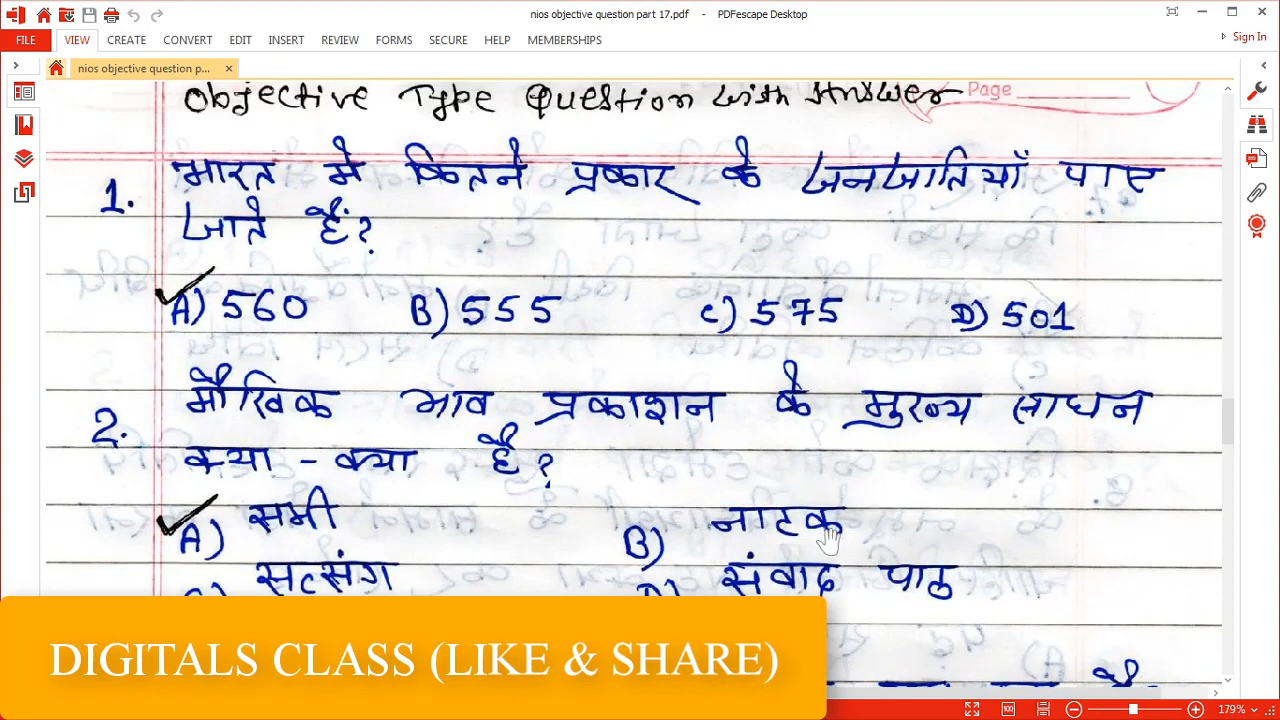 nios objective question part 17.pdf - PDFescape Desktop
FILE VIEW CREATE CONVERT EDIT INSERT REVIEW FORMS SECURE HELP MEMBERSHIPS Sign In
nios objective question p... ×
Objective Type Question with Answer
Page
1. भारत में कितने प्रकार के जनजातियाँ पाए
जाते हैं?
A) 560 B) 555 C) 575 D) 501
2. मौखिक भाव प्रकाशन के मुख्य साधन
क्या - क्या है?
A) सभी B) नाटक
सत्संग संवाद पाठ
DIGITALS CLASS (LIKE & SHARE)
179%